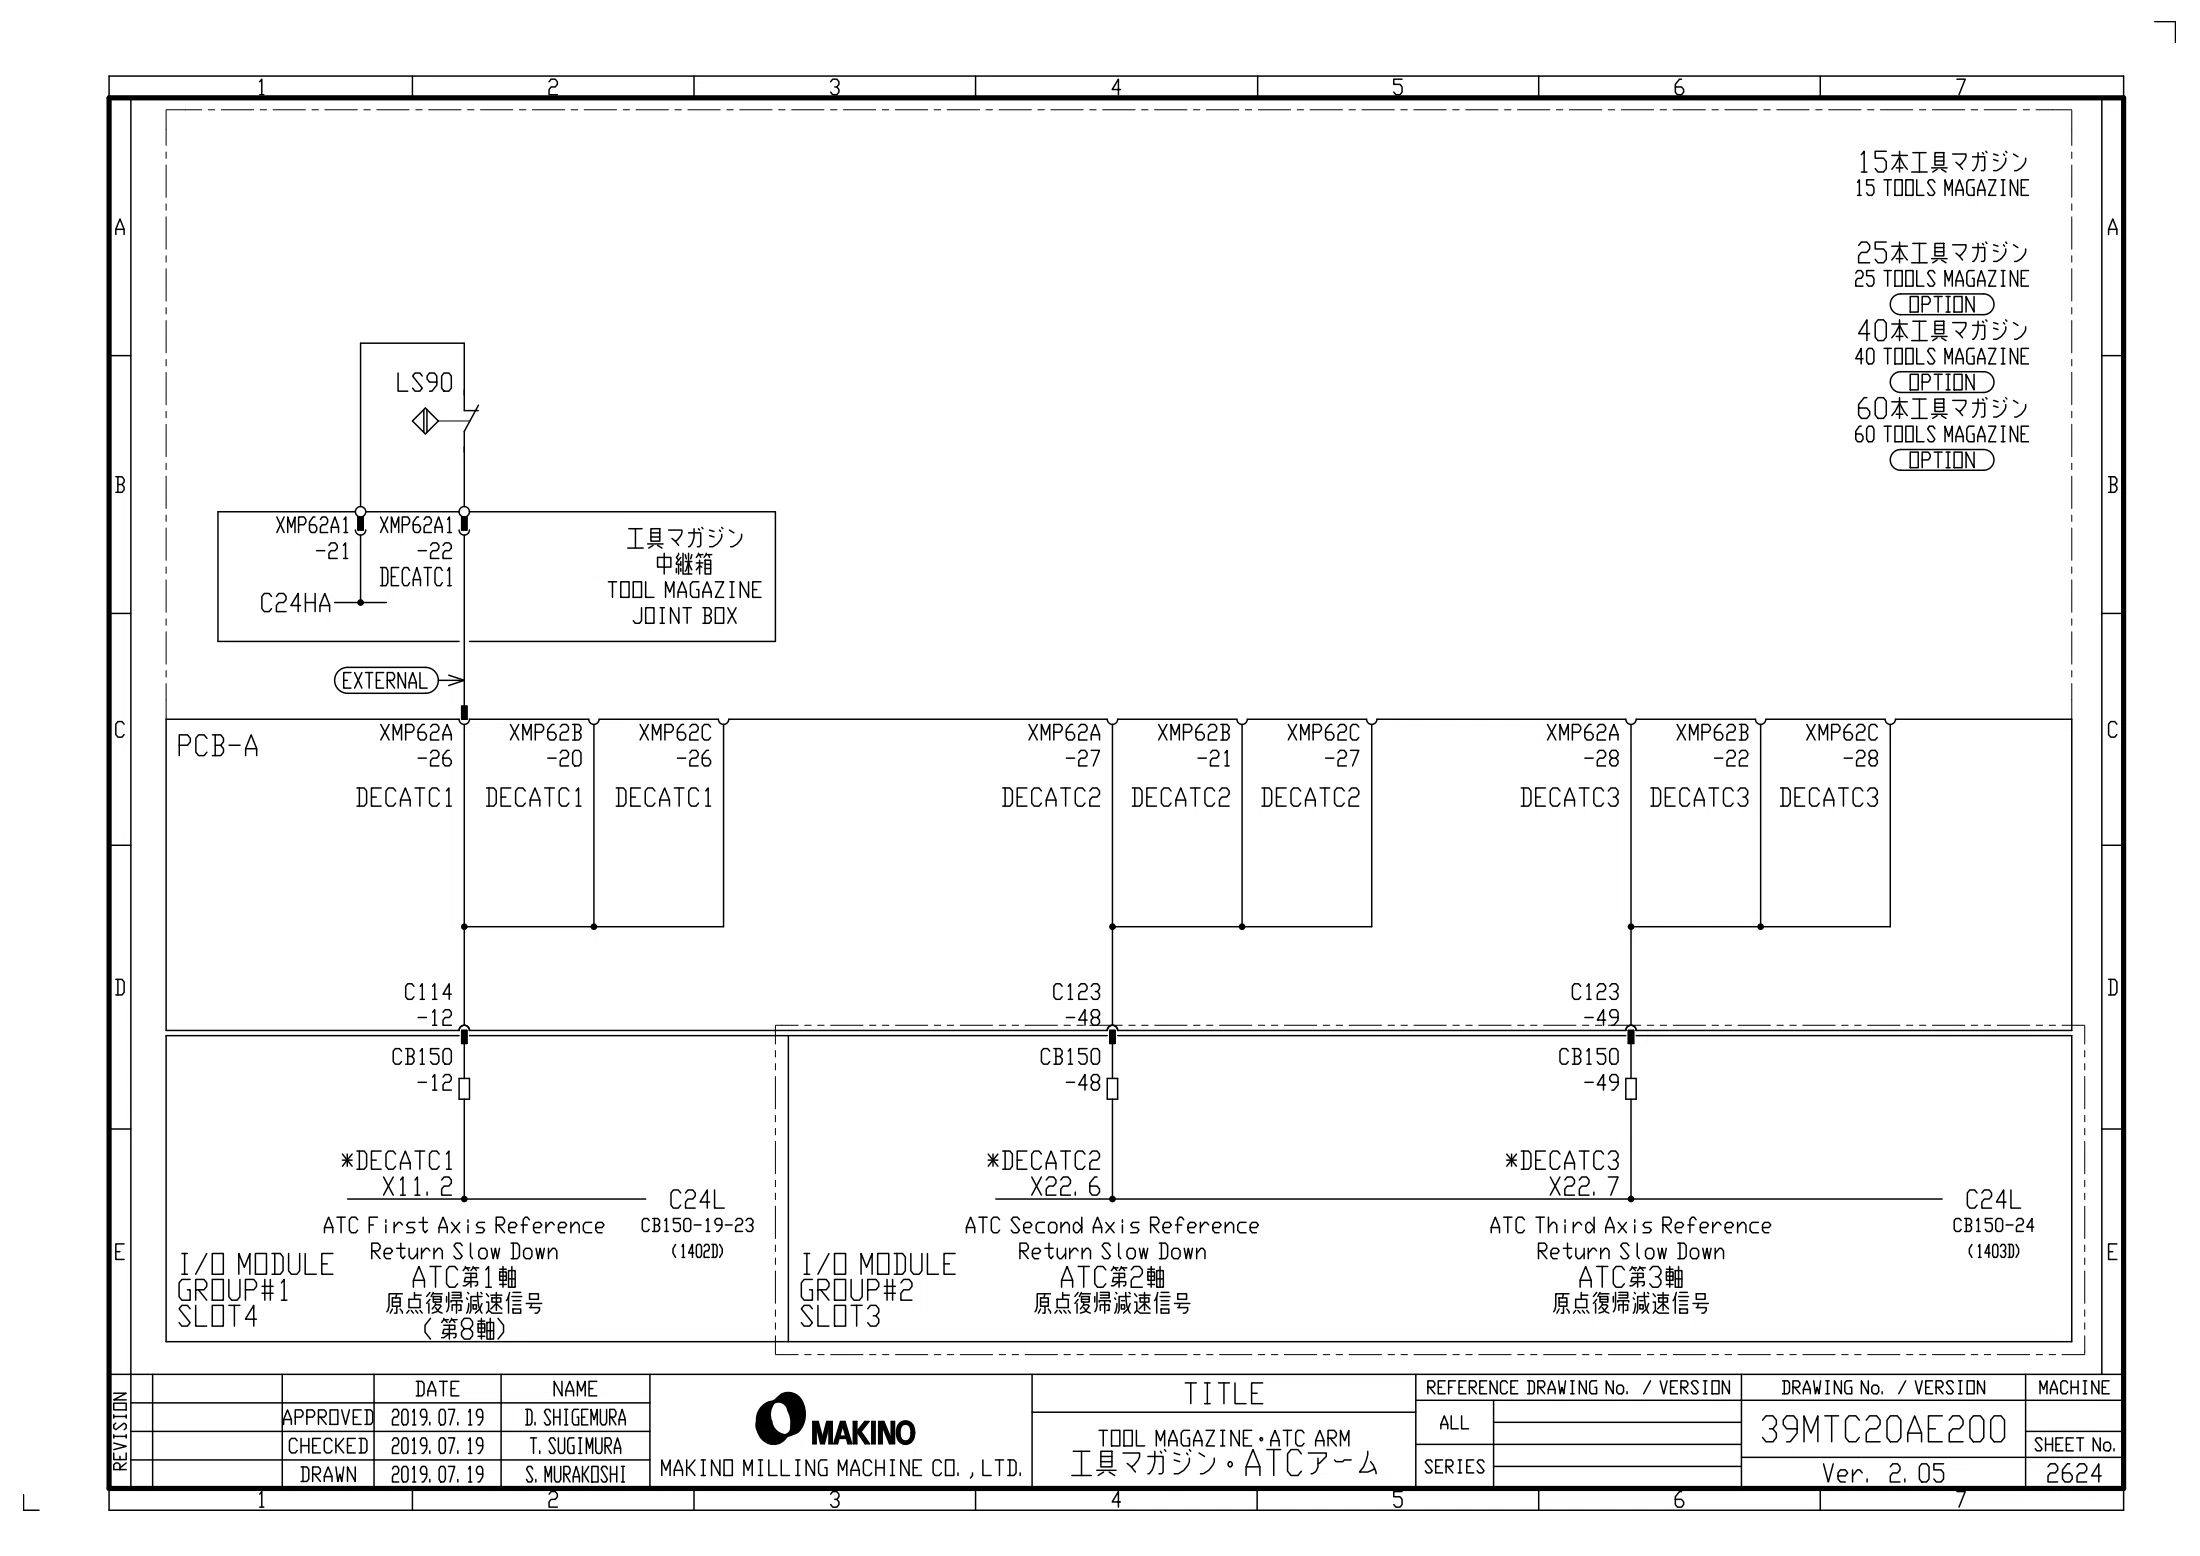 1 2 3 4 5 6 7
A
B
C
D
E
A
B
C
D
E
15本工具マガジン
15 TOOLS MAGAZINE
25本工具マガジン
25 TOOLS MAGAZINE
OPTION
40本工具マガジン
40 TOOLS MAGAZINE
OPTION
60本工具マガジン
60 TOOLS MAGAZINE
OPTION
LS90
XMP62A1 XMP62A1
-21 -22
DECATC1
C24HA
工具マガジン
中継箱
TOOL MAGAZINE
JOINT BOX
EXTERNAL
PCB-A
XMP62A XMP62B XMP62C XMP62A XMP62B XMP62C XMP62A XMP62B XMP62C
-26 -20 -26 -27 -21 -27 -28 -22 -28
DECATC1 DECATC1 DECATC1 DECATC2 DECATC2 DECATC2 DECATC3 DECATC3 DECATC3
C114 C123 C123
-12 -48 -49
CB150 CB150 CB150
-12 -48 -49
*DECATC1
X11.2
C24L
CB150-19-23
(1402D)
ATC First Axis Reference
Return Slow Down
ATC第1軸
原点復帰減速信号
(第8軸)
I/O MODULE
GROUP#1
SLOT4
*DECATC2
X22.6
ATC Second Axis Reference
Return Slow Down
ATC第2軸
原点復帰減速信号
I/O MODULE
GROUP#2
SLOT3
*DECATC3
X22.7
ATC Third Axis Reference
Return Slow Down
ATC第3軸
原点復帰減速信号
C24L
CB150-24
(1403D)
REVISION
DATE NAME
APPROVED 2019.07.19 D. SHIGEMURA
CHECKED 2019.07.19 T. SUGIMURA
DRAWN 2019.07.19 S. MURAKOSHI
MAKINO
MAKINO MILLING MACHINE CO.,LTD.
TITLE
TOOL MAGAZINE・ATC ARM
工具マガジン・ATCアーム
REFERENCE DRAWING No. / VERSION
ALL
SERIES
DRAWING No. / VERSION
39MTC20AE200
Ver. 2.05
MACHINE
SHEET No.
2624
1 2 3 4 5 6 7